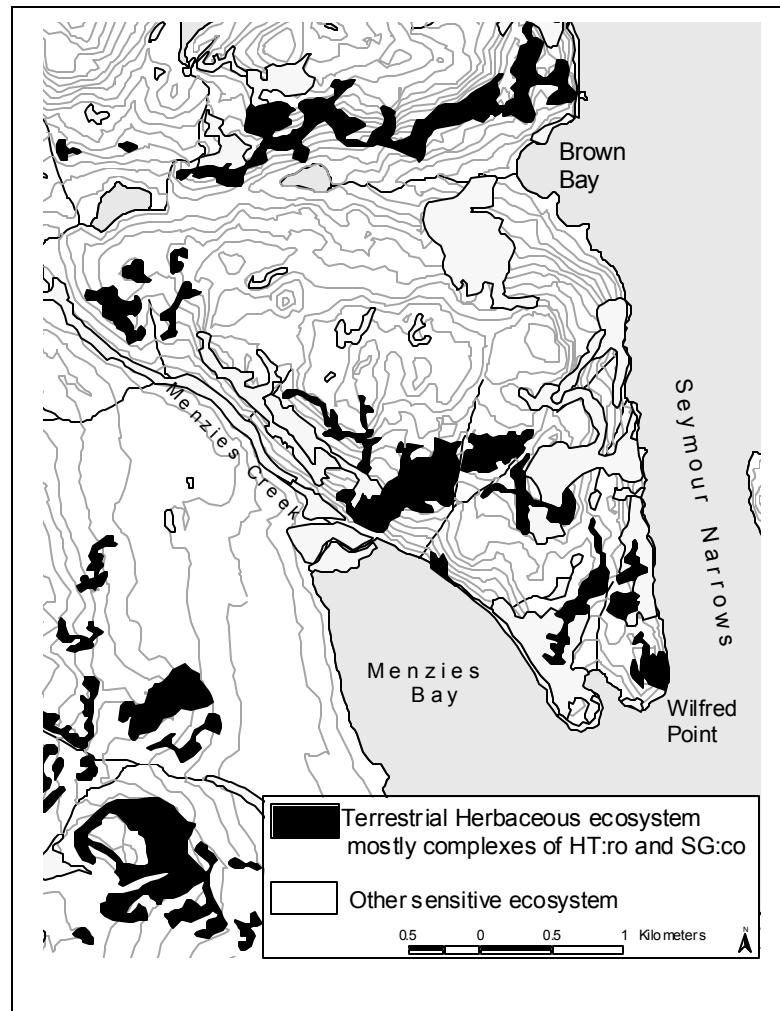 Brown
Bay
Menzies Creek
Seymour Narrows
Menzies
Bay
Wilfred
Point
Terrestrial Herbaceous ecosystem
mostly complexes of HT:ro and SG:co
Other sensitive ecosystem
0.5 0 0.5 1 Kilometers
N